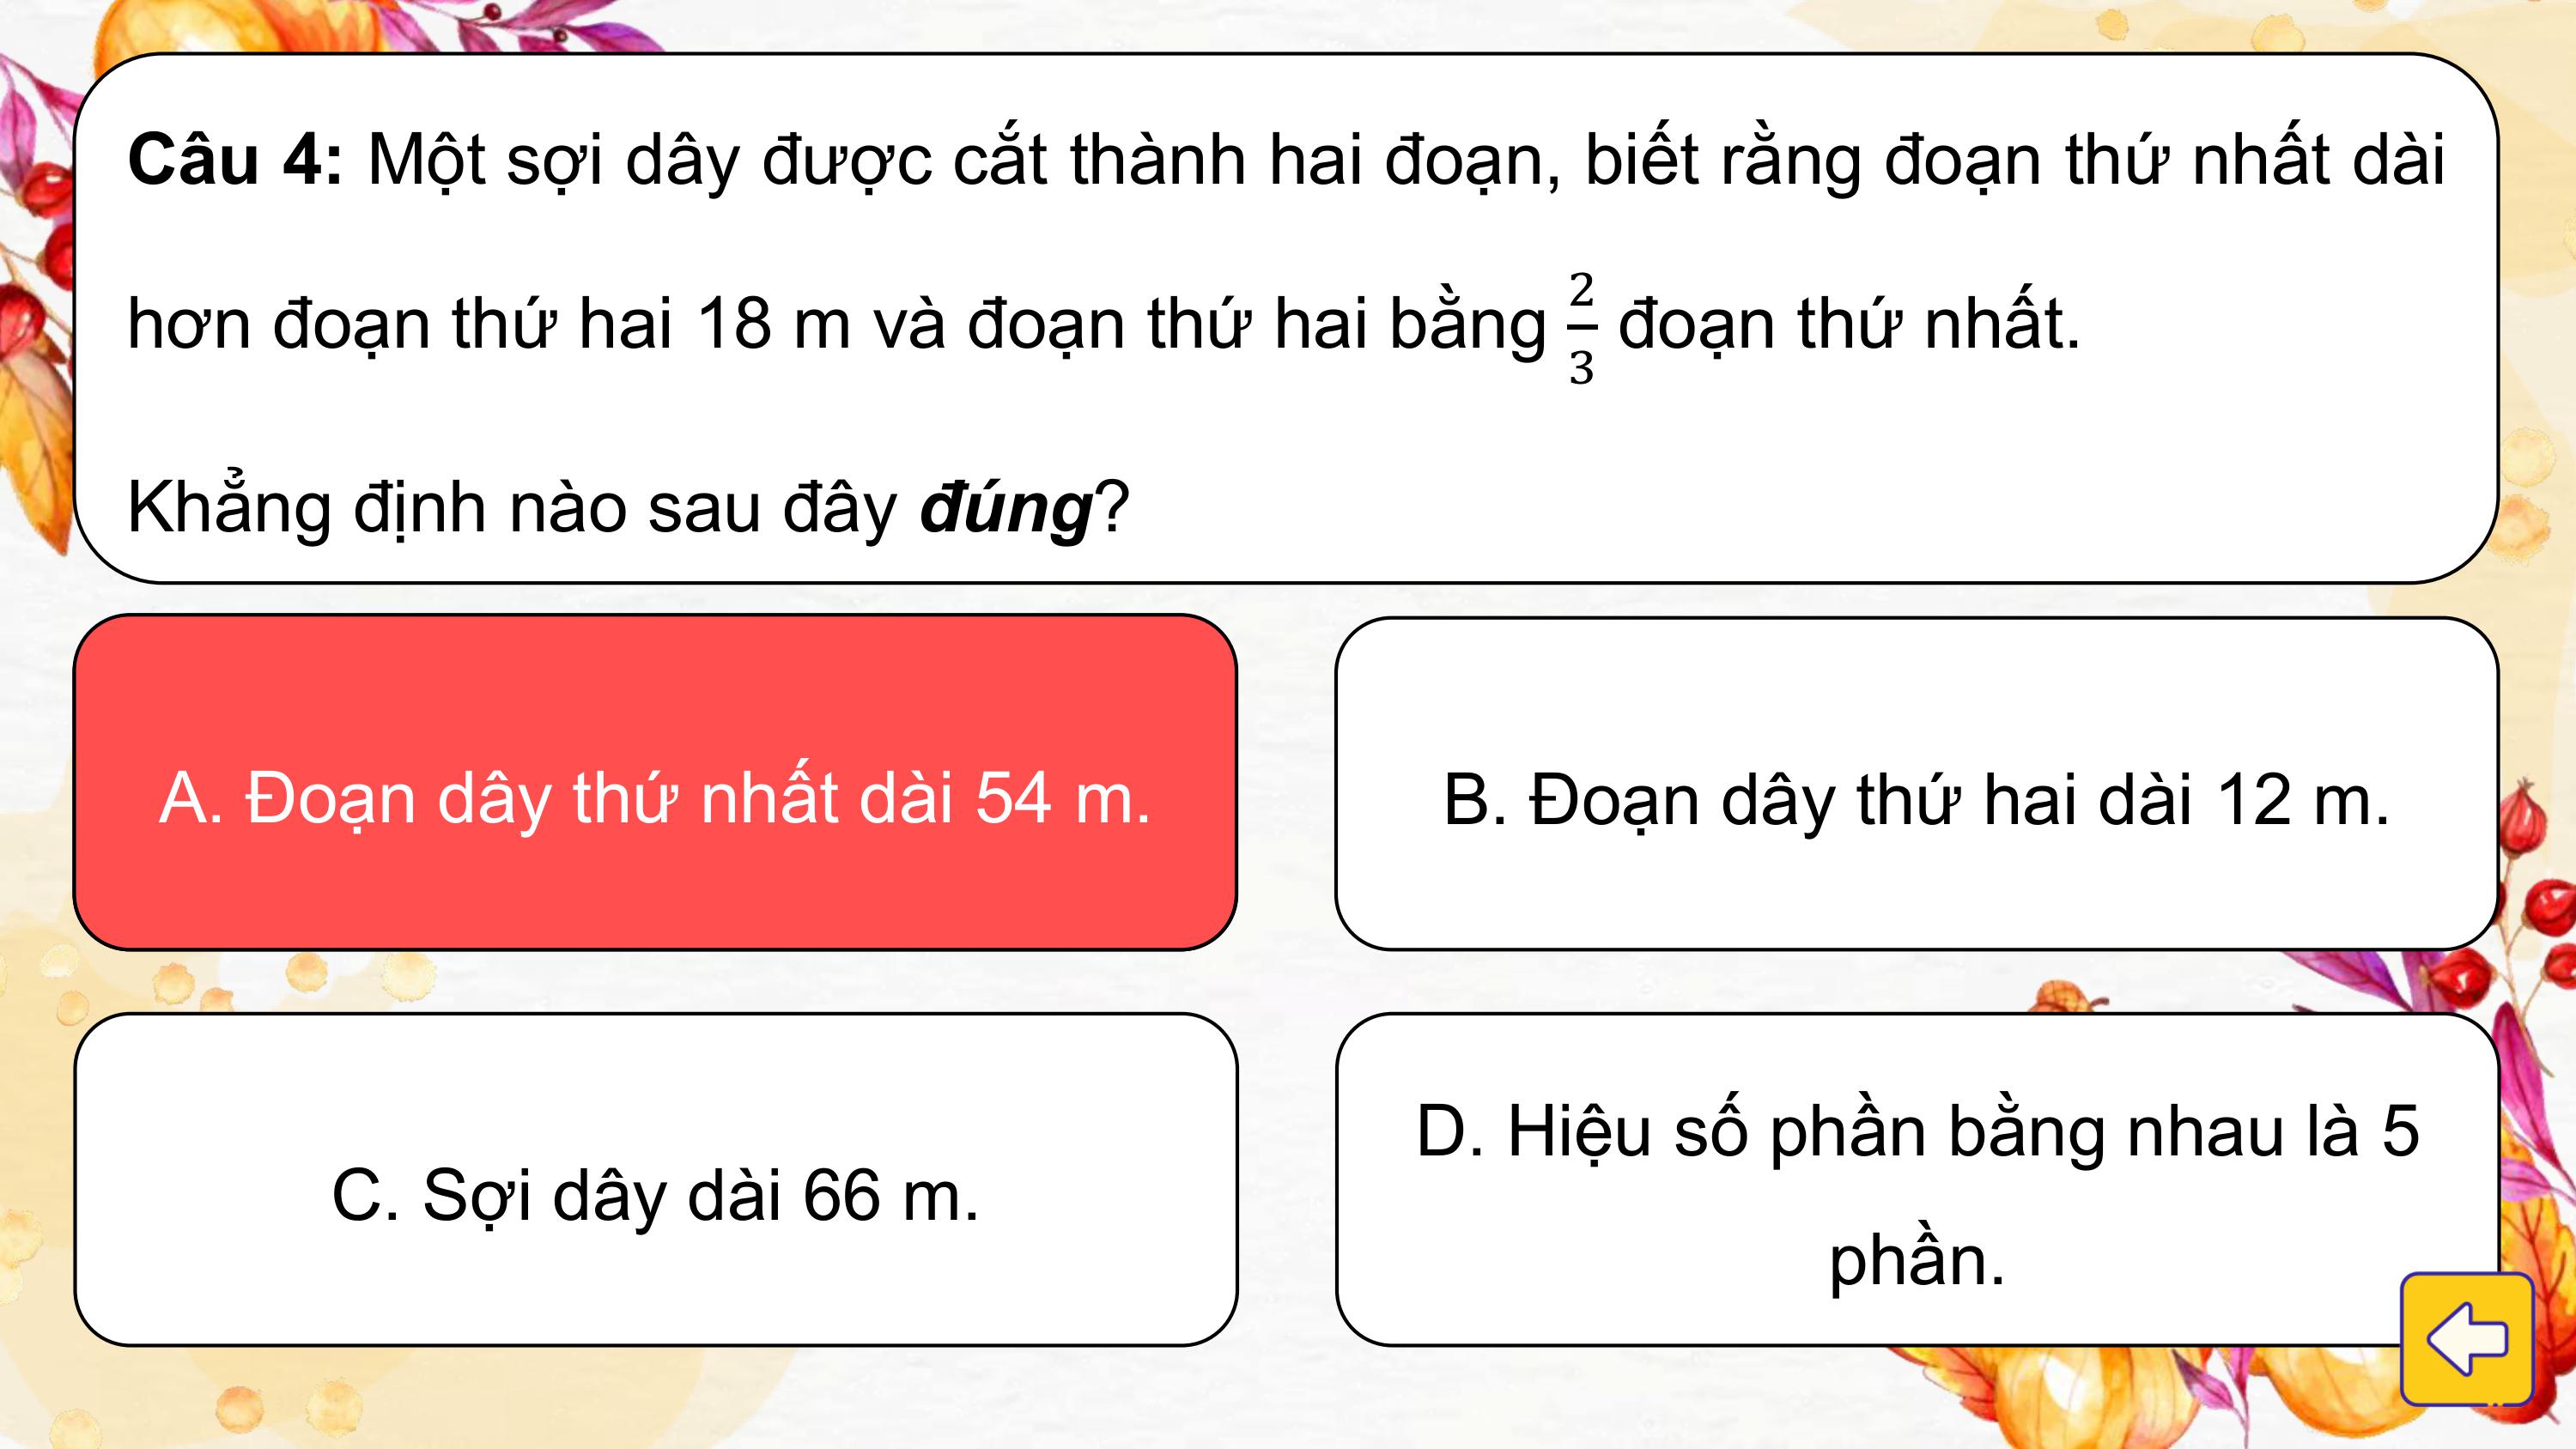 Câu 4: Một sợi dây được cắt thành hai đoạn, biết rằng đoạn thứ nhất dài
hơn đoạn thứ hai 18 m và đoạn thứ hai bằng 2/3 đoạn thứ nhất.
Khẳng định nào sau đây đúng?
A. Đoạn dây thứ nhất dài 54 m.
B. Đoạn dây thứ hai dài 12 m.
C. Sợi dây dài 66 m.
D. Hiệu số phần bằng nhau là 5
phần.